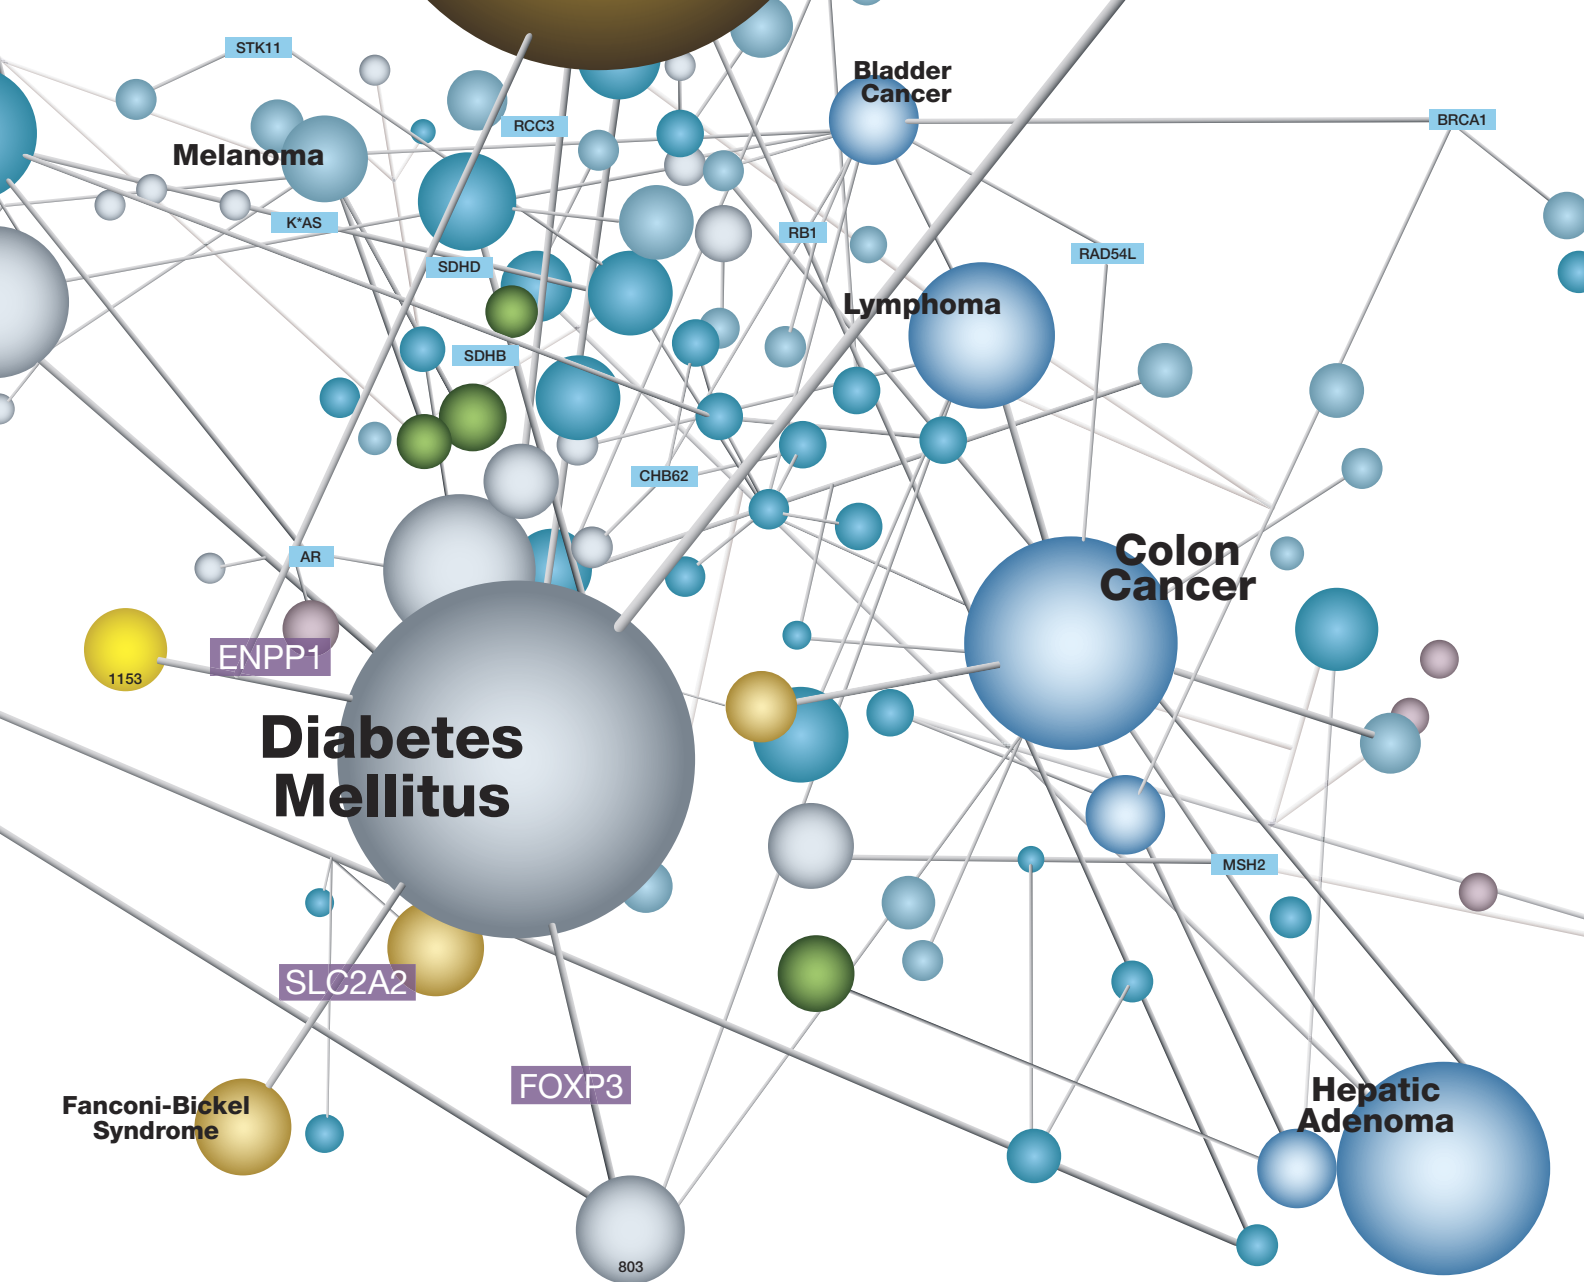 STK11
Bladder
Cancer
BRCA1
RCC3
Melanoma
K*AS
RB1
RAD54L
SDHD
Lymphoma
SDHB
CHB62
AR
Colon
Cancer
ENPP1
1153
Diabetes
Mellitus
MSH2
SLC2A2
FOXP3
Fanconi-Bickel
Syndrome
Hepatic
Adenoma
803